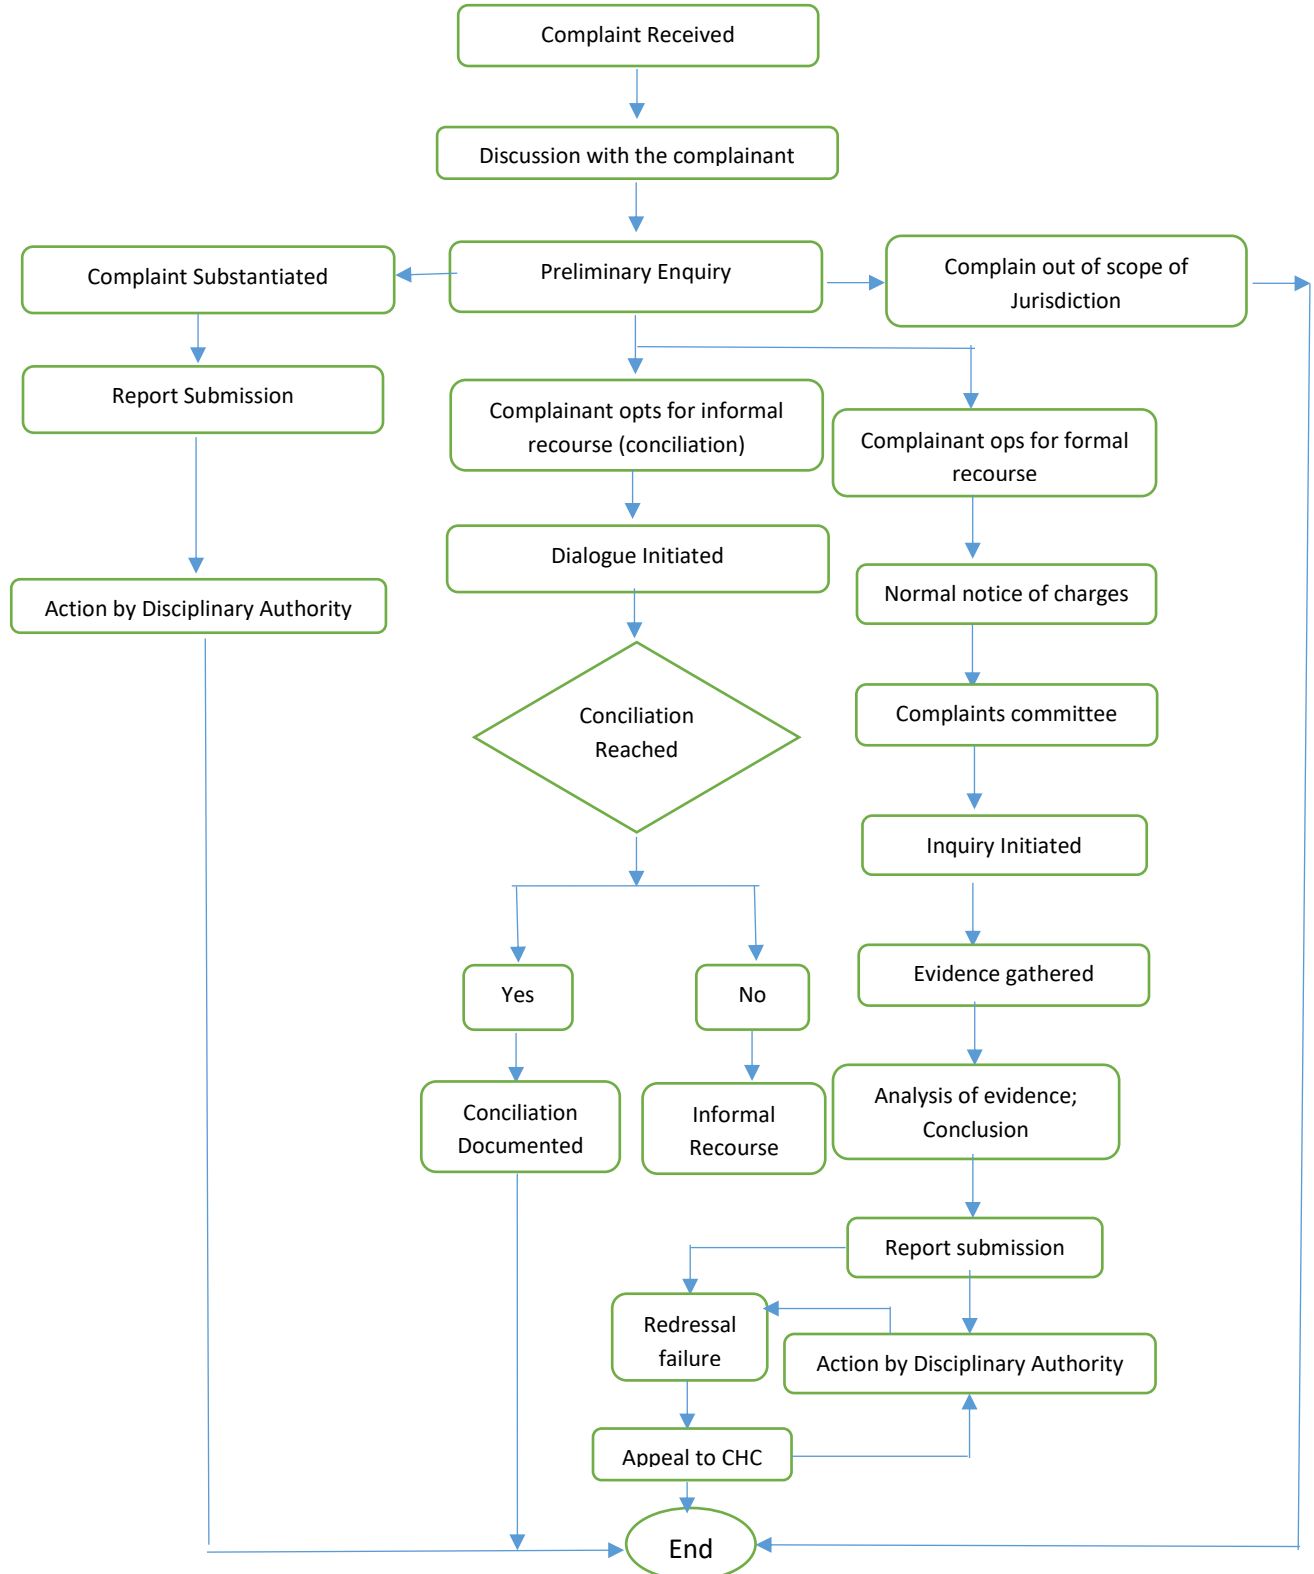 Complaint Received
Discussion with the complainant
Complaint Substantiated
Preliminary Enquiry
Complain out of scope of
Jurisdiction
Report Submission
Complainant opts for informal
recourse (conciliation)
Complainant ops for formal
recourse
Dialogue Initiated
Action by Disciplinary Authority
Normal notice of charges
Conciliation
Reached
Complaints committee
Inquiry Initiated
Evidence gathered
Yes
No
Conciliation
Documented
Informal
Recourse
Analysis of evidence;
Conclusion
Report submission
Redressal
failure
Action by Disciplinary Authority
Appeal to CHC
End